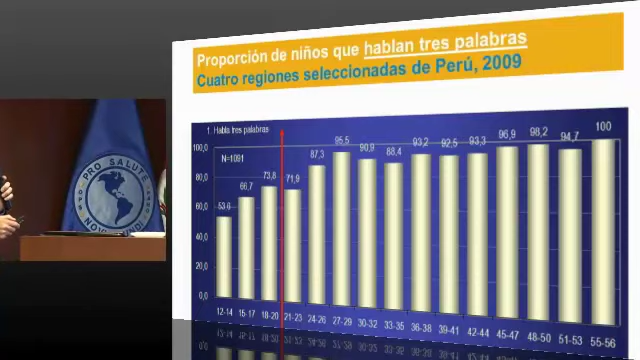 Proporción de niños que hablan tres palabras
Cuatro regiones seleccionadas de Perú, 2009
1. Habla tres palabras
N=1091
100,0
80,0
60,0
40,0
20,0
0,0
53,6 66,7 73,8 71,9 87,3 95,5 90,9 88,4 93,2 92,5 93,3 96,9 98,2 94,7 100
12-14 15-17 18-20 21-23 24-26 27-29 30-32 33-35 36-38 39-41 42-44 45-47 48-50 51-53 55-56
PRO SALUTE
NOVI MUNDI